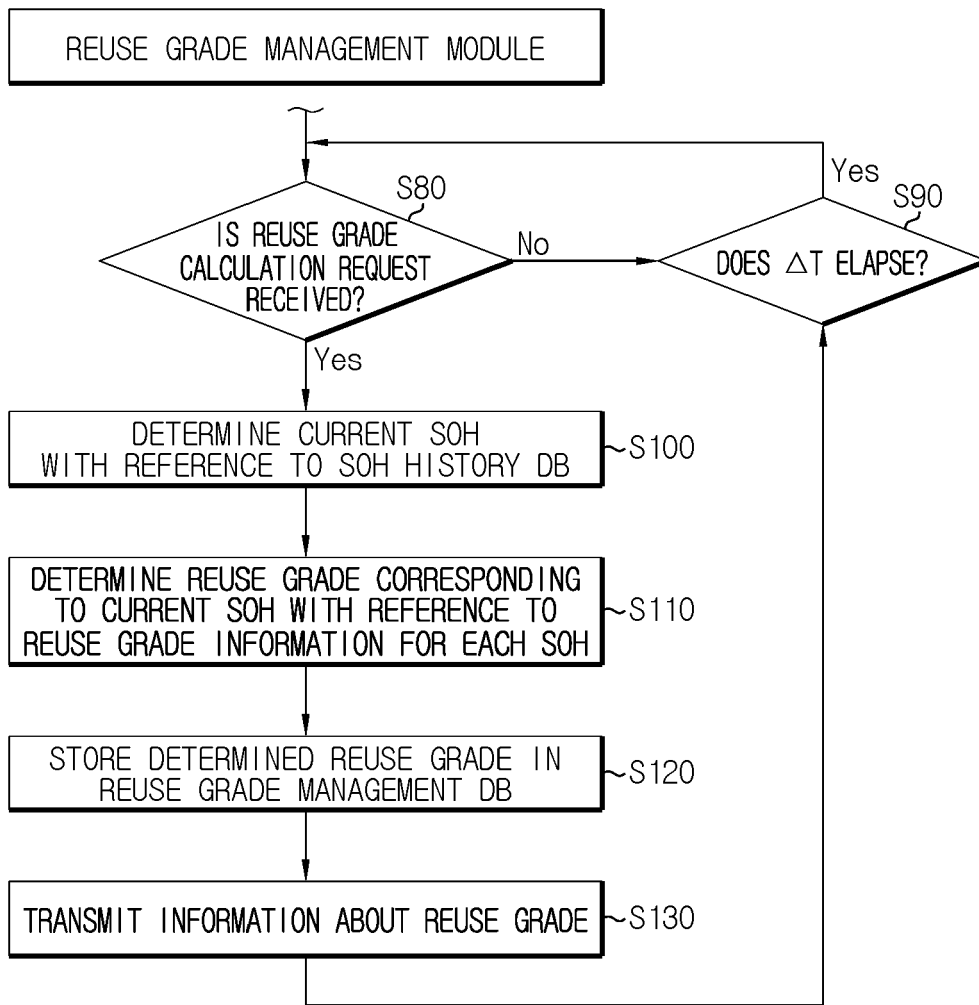 REUSE GRADE MANAGEMENT MODULE
Yes
S80
S90
IS REUSE GRADE
CALCULATION REQUEST
RECEIVED?
No
DOES △T ELAPSE?
Yes
DETERMINE CURRENT SOH
WITH REFERENCE TO SOH HISTORY DB
S100
DETERMINE REUSE GRADE CORRESPONDING
TO CURRENT SOH WITH REFERENCE TO
REUSE GRADE INFORMATION FOR EACH SOH
S110
STORE DETERMINED REUSE GRADE IN
REUSE GRADE MANAGEMENT DB
S120
TRANSMIT INFORMATION ABOUT REUSE GRADE
S130